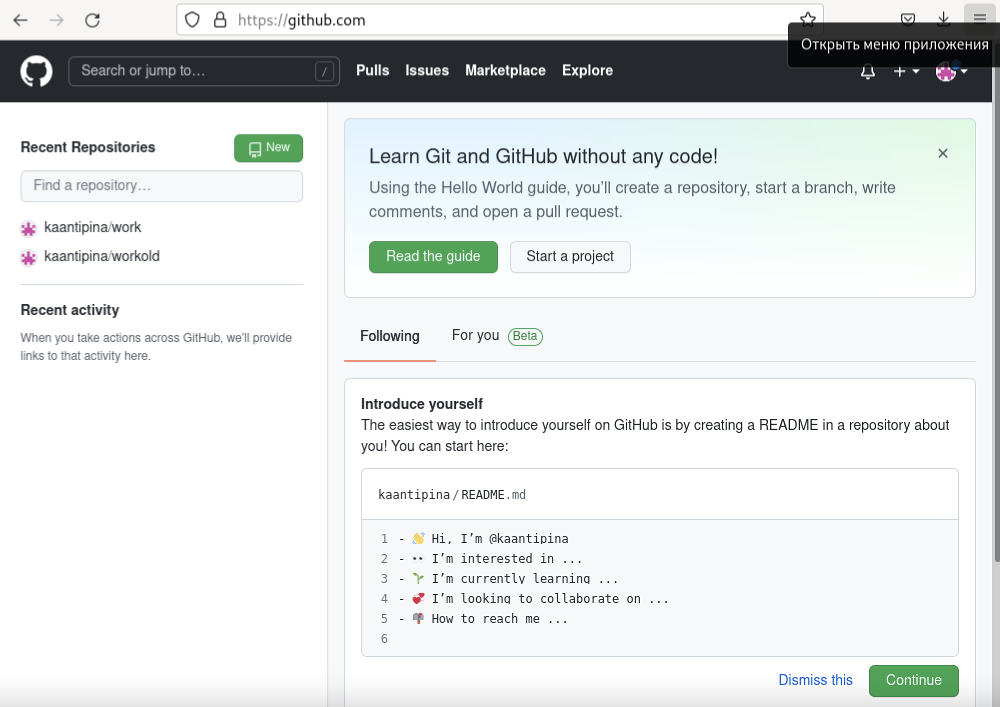 https://github.com
Открыть меню приложения
Search or jump to…
/
Pulls
Issues
Marketplace
Explore
Recent Repositories
New
Find a repository…
kaantipina/work
kaantipina/workold
Recent activity
When you take actions across GitHub, we’ll provide
links to that activity here.
Learn Git and GitHub without any code!
Using the Hello World guide, you’ll create a repository, start a branch, write
comments, and open a pull request.
Read the guide
Start a project
Following
For you
Beta
Introduce yourself
The easiest way to introduce yourself on GitHub is by creating a README in a repository about
you! You can start here:
kaantipina/README.md
1 - 👋 Hi, I’m @kaantipina
2 - 👀 I’m interested in ...
3 - 🌱 I’m currently learning ...
4 - 💞️ I’m looking to collaborate on ...
5 - 📫 How to reach me ...
6
Dismiss this
Continue